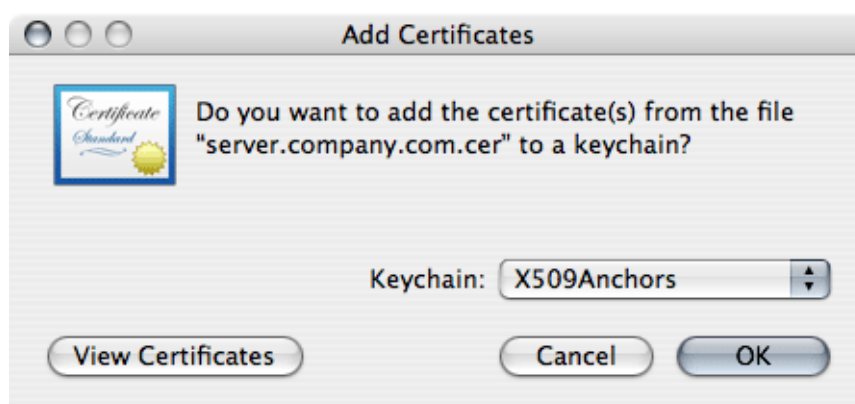 Add Certificates
Certificate
Standard
Do you want to add the certificate(s) from the file
“server.company.com.cer” to a keychain?
Keychain: X509Anchors
View Certificates Cancel OK